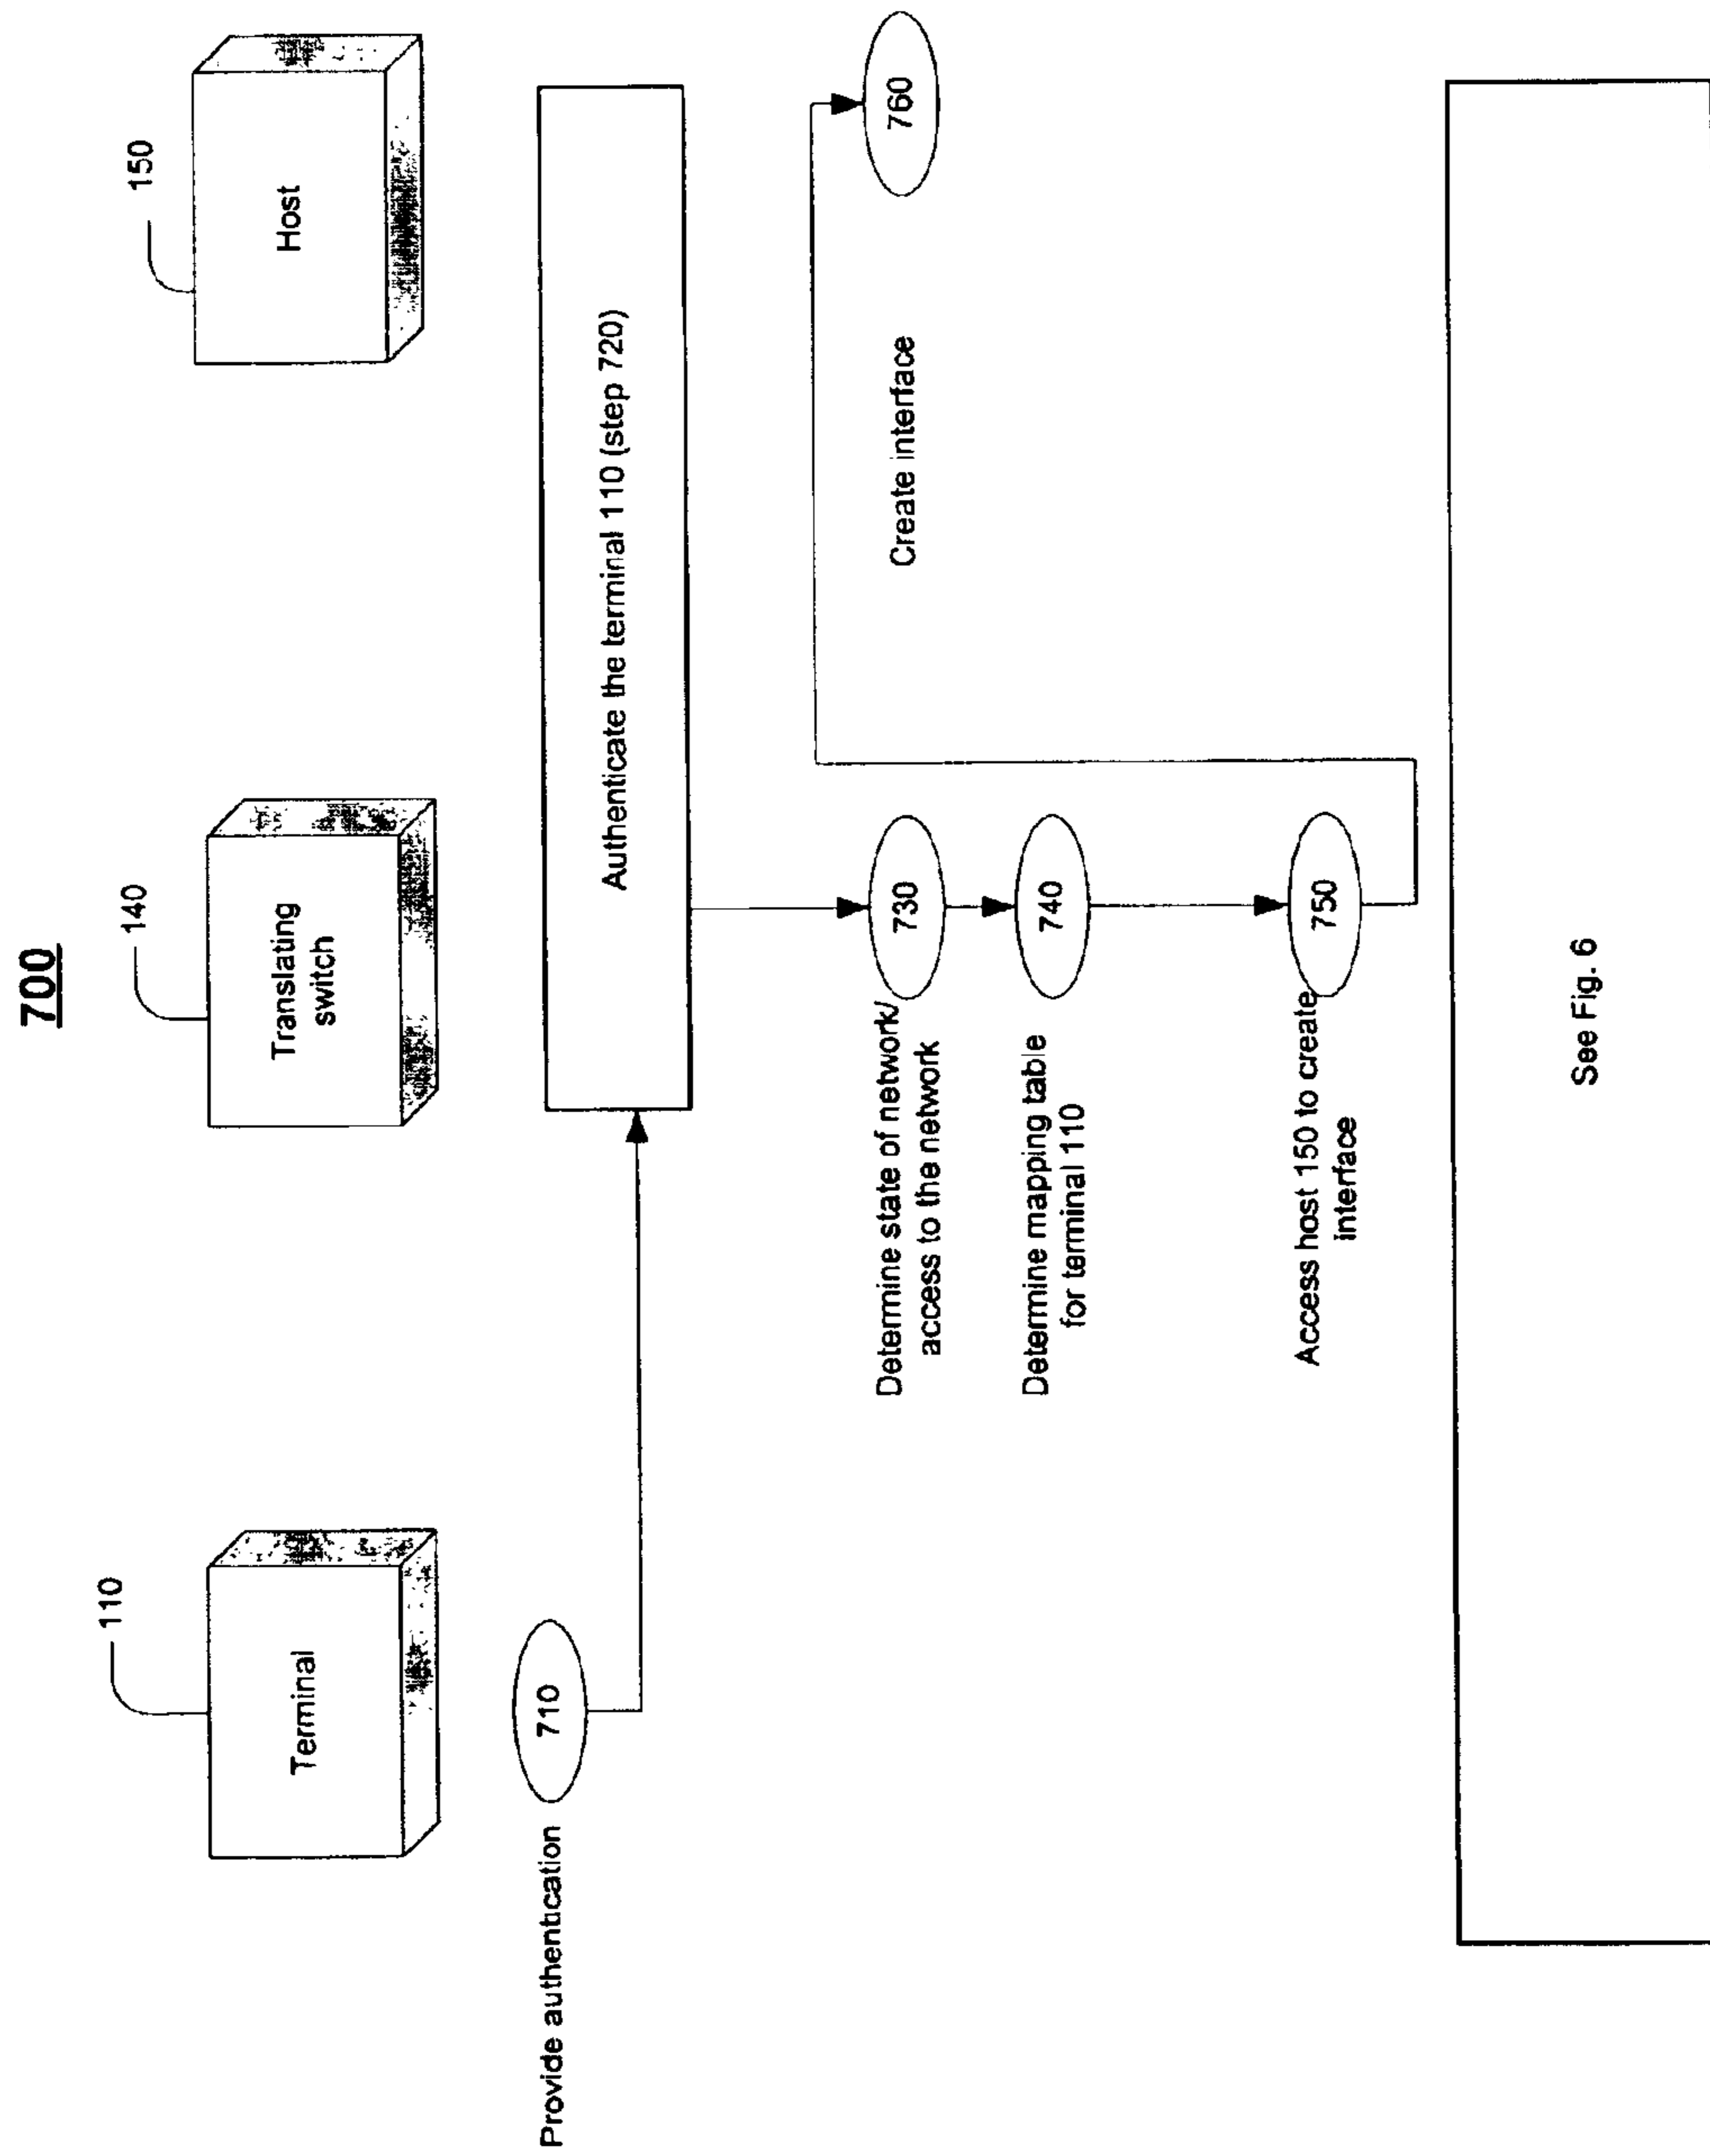 700
110
140
150
Terminal
Translating
switch
Host
Provide authentication
710
Authenticate the terminal 110 (step 720)
Determine state of network/
access to the network
730
Create interface
760
Determine mapping table
for terminal 110
740
Access host 150 to create
interface
750
See Fig. 6